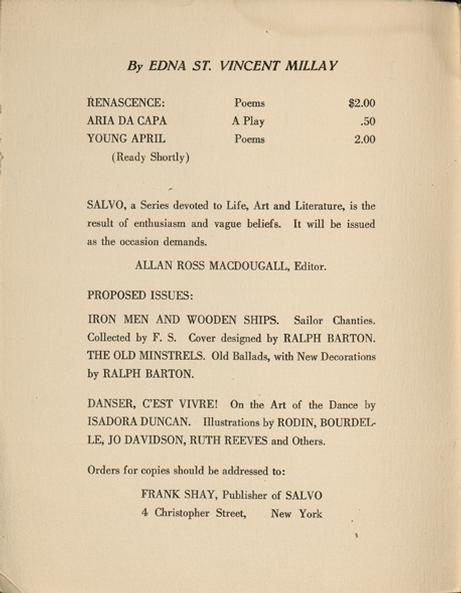 By EDNA ST. VINCENT MILLAY
RENASCENCE: Poems $2.00
ARIA DA CAPA A Play .50
YOUNG APRIL Poems 2.00
(Ready Shortly)
SALVO, a Series devoted to Life, Art and Literature, is the
result of enthusiasm and vague beliefs. It will be issued
as the occasion demands.
ALLAN ROSS MACDOUGALL, Editor.
PROPOSED ISSUES:
IRON MEN AND WOODEN SHIPS. Sailor Chanties.
Collected by F. S. Cover designed by RALPH BARTON.
THE OLD MINSTRELS. Old Ballads, with New Decorations
by RALPH BARTON.
DANSER, C'EST VIVRE! On the Art of the Dance by
ISADORA DUNCAN. Illustrations by RODIN, BOURDEL-
LE, JO DAVIDSON, RUTH REEVES and Others.
Orders for copies should be addressed to:
FRANK SHAY, Publisher of SALVO
4 Christopher Street, New York